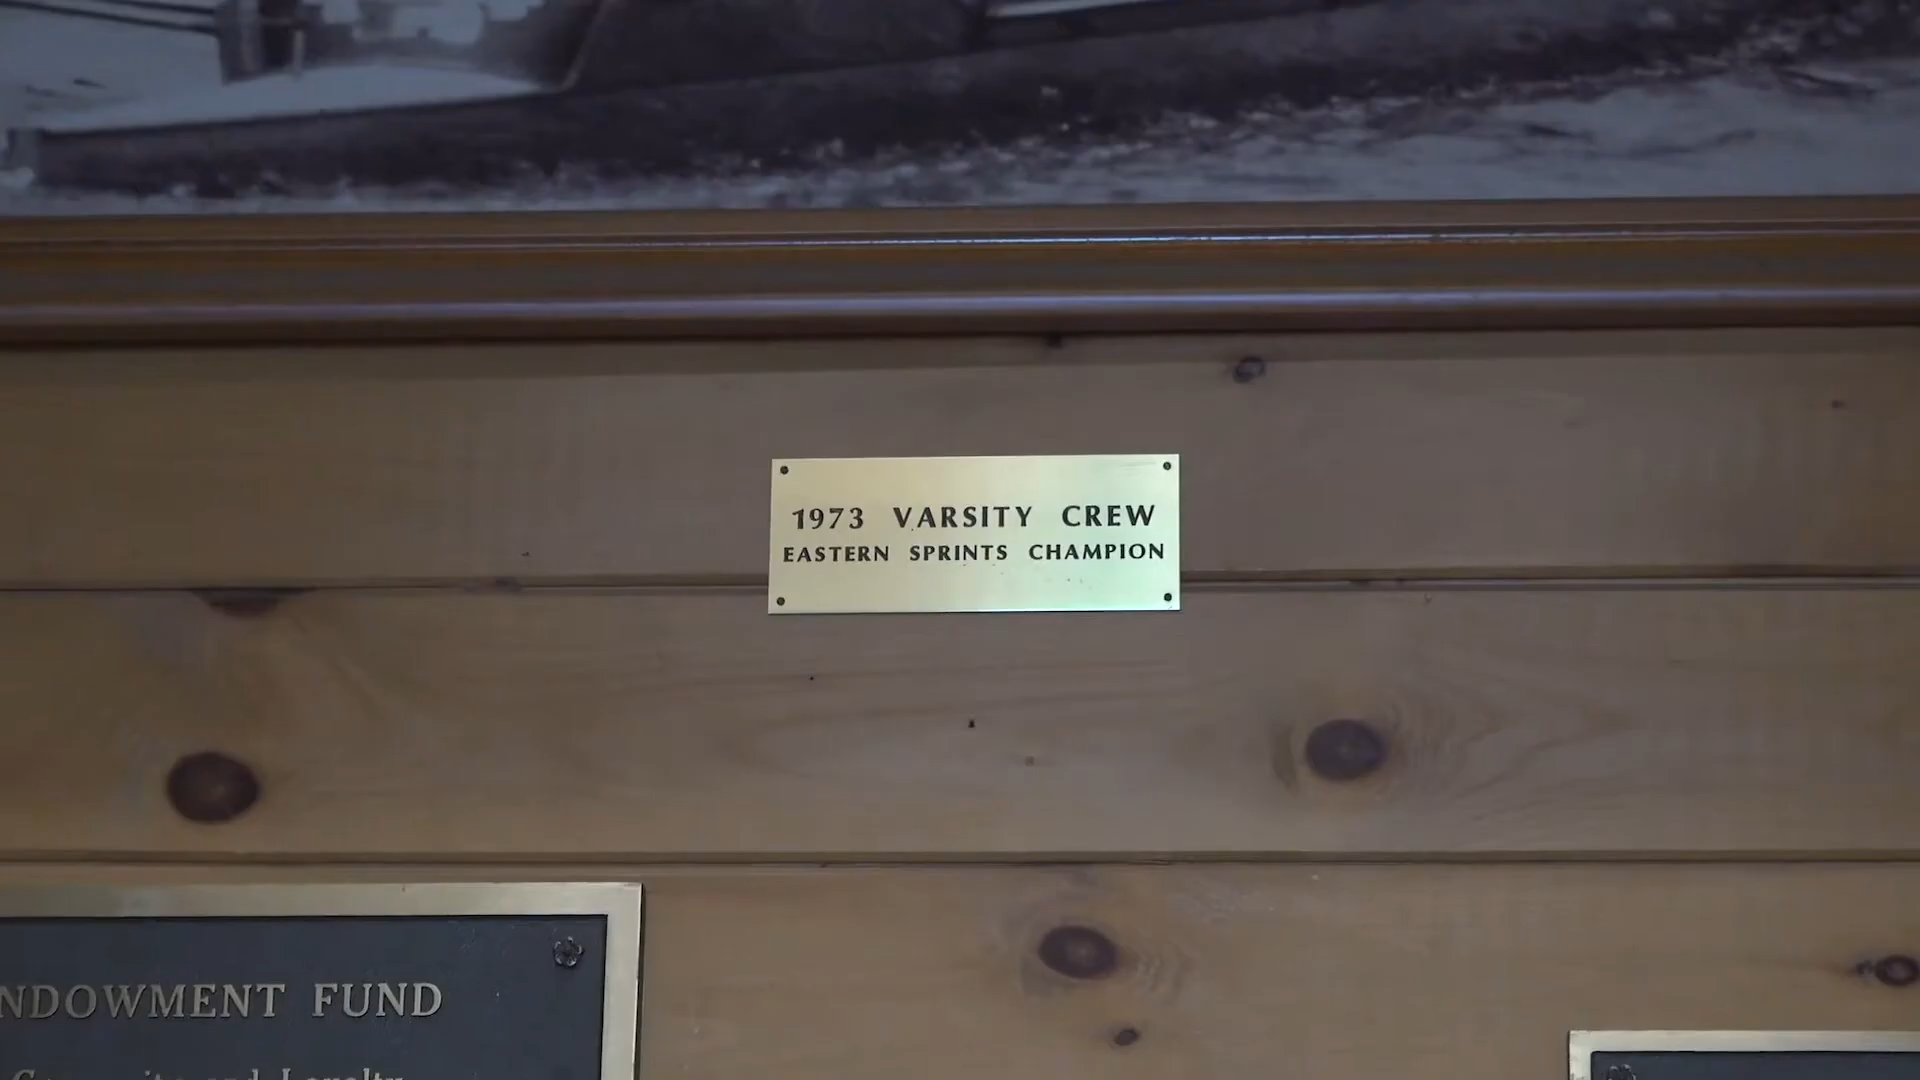 1973 VARSITY CREW
EASTERN SPRINTS CHAMPION
NDOWMENT FUND